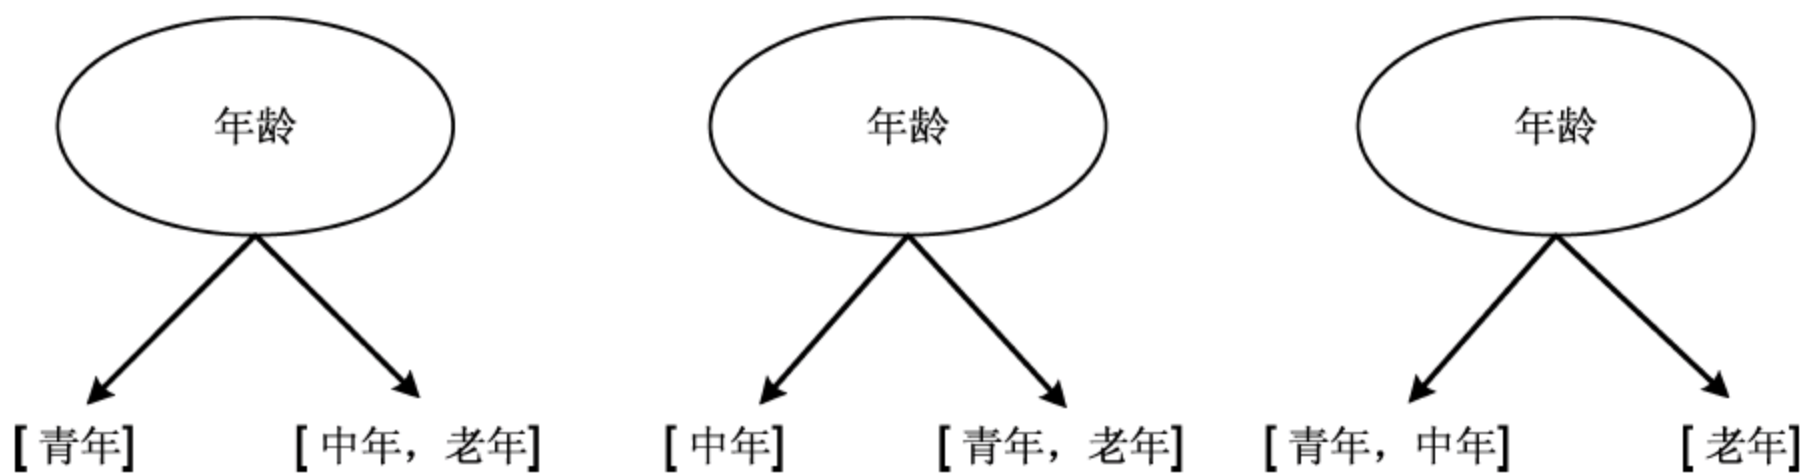 年龄 年龄 年龄
[青年] [中年，老年] [中年] [青年，老年] [青年，中年] [老年]